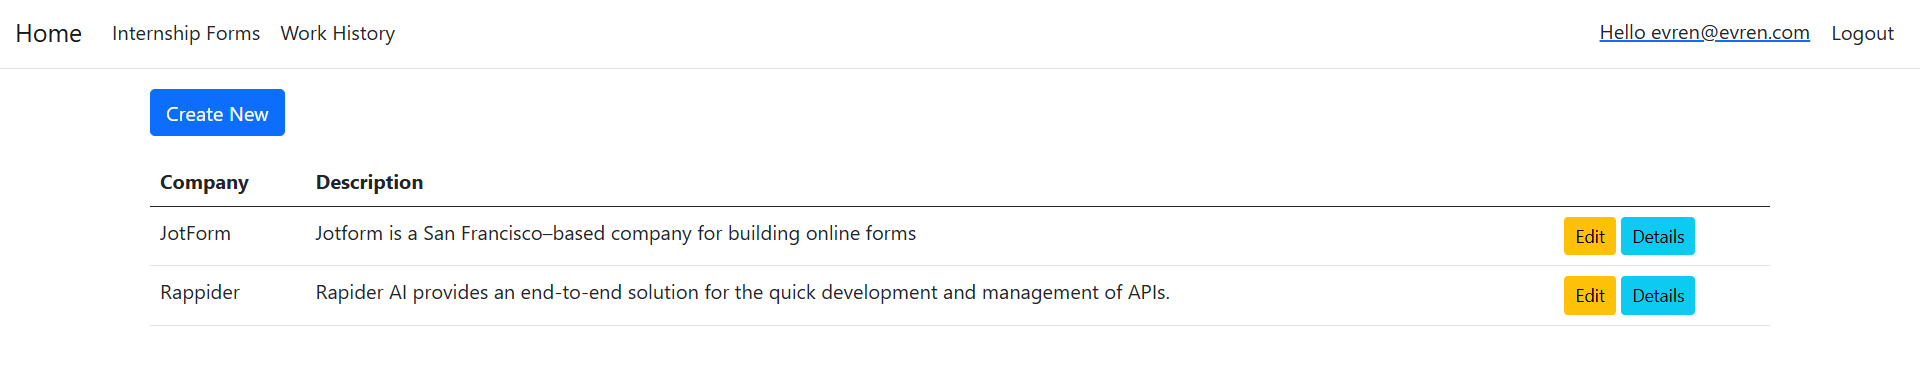 Home Internship Forms Work History Hello evren@evren.com Logout
Create New
Company Description
JotForm Jotform is a San Francisco–based company for building online forms Edit Details
Rappider Rapider AI provides an end-to-end solution for the quick development and management of APIs. Edit Details